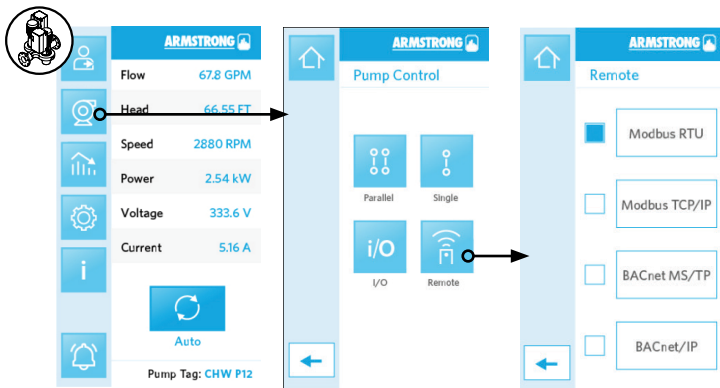 ARMSTRONG
Flow 67.8 GPM
Head 66.55 FT
Speed 2880 RPM
Power 2.54 kW
Voltage 333.6 V
Current 5.16 A
Auto
Pump Tag: CHW P12
ARMSTRONG
Pump Control
Parallel Single
i/O
I/O Remote
ARMSTRONG
Remote
Modbus RTU
Modbus TCP/IP
BACnet MS/TP
BACnet/IP